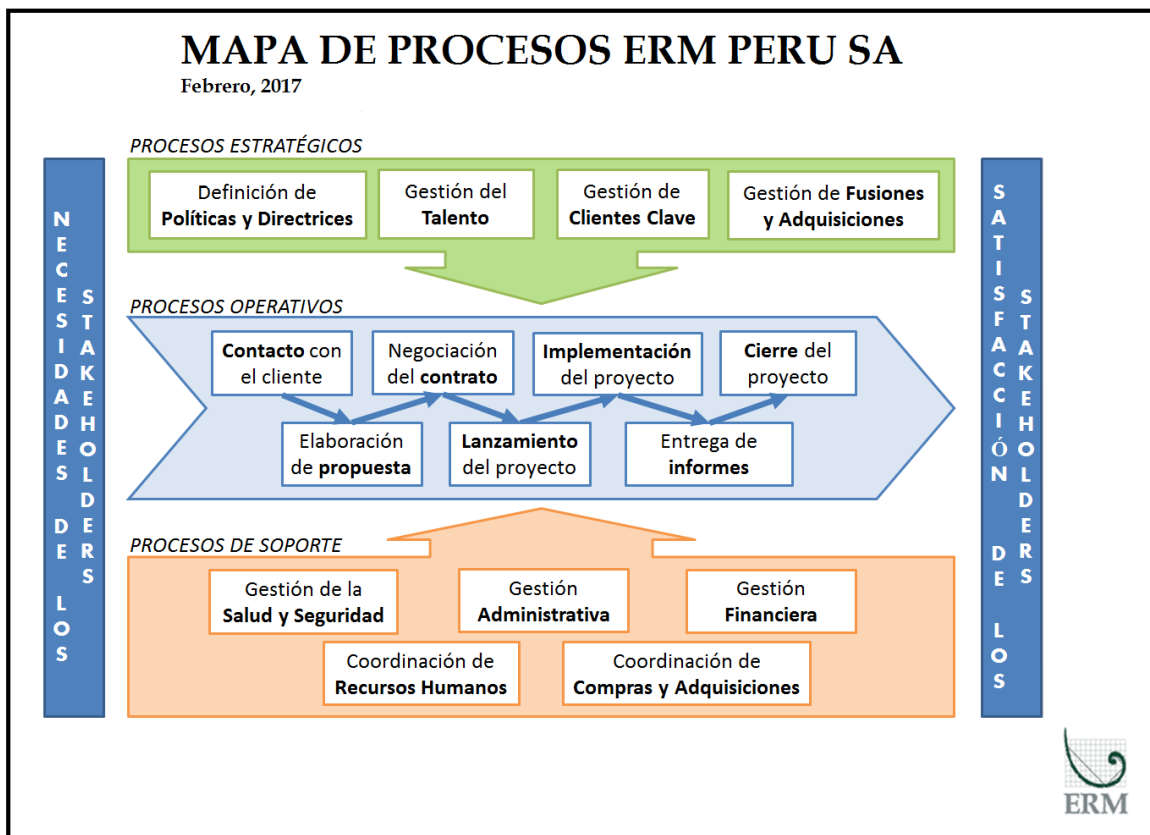 MAPA DE PROCESOS ERM PERU SA
Febrero, 2017
NECESIDADES DE LOS
STAKEHOLDERS
PROCESOS ESTRATÉGICOS
Definición de
Políticas y Directrices
Gestión del
Talento
Gestión de
Clientes Clave
Gestión de Fusiones
y Adquisiciones
PROCESOS OPERATIVOS
Contacto con
el cliente
Elaboración
de propuesta
Negociación
del contrato
Lanzamiento
del proyecto
Implementación
del proyecto
Entrega de
informes
Cierre del
proyecto
PROCESOS DE SOPORTE
Gestión de la
Salud y Seguridad
Gestión
Administrativa
Gestión
Financiera
Coordinación de
Recursos Humanos
Coordinación de
Compras y Adquisiciones
SATISFACCIÓN DE LOS
STAKEHOLDERS
ERM